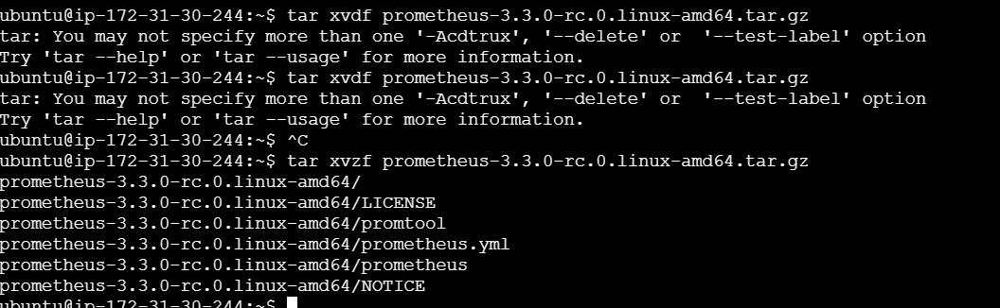 ubuntu@ip-172-31-30-244:~$ tar xvdf prometheus-3.3.0-rc.0.linux-amd64.tar.gz
tar: You may not specify more than one '-Acdtrux', '--delete' or  '--test-label' option
Try 'tar --help' or 'tar --usage' for more information.
ubuntu@ip-172-31-30-244:~$ tar xvdf prometheus-3.3.0-rc.0.linux-amd64.tar.gz
tar: You may not specify more than one '-Acdtrux', '--delete' or  '--test-label' option
Try 'tar --help' or 'tar --usage' for more information.
ubuntu@ip-172-31-30-244:~$ ^C
ubuntu@ip-172-31-30-244:~$ tar xvzf prometheus-3.3.0-rc.0.linux-amd64.tar.gz
prometheus-3.3.0-rc.0.linux-amd64/
prometheus-3.3.0-rc.0.linux-amd64/LICENSE
prometheus-3.3.0-rc.0.linux-amd64/promtool
prometheus-3.3.0-rc.0.linux-amd64/prometheus.yml
prometheus-3.3.0-rc.0.linux-amd64/prometheus
prometheus-3.3.0-rc.0.linux-amd64/NOTICE
ubuntu@ip-172-31-30-244:~$